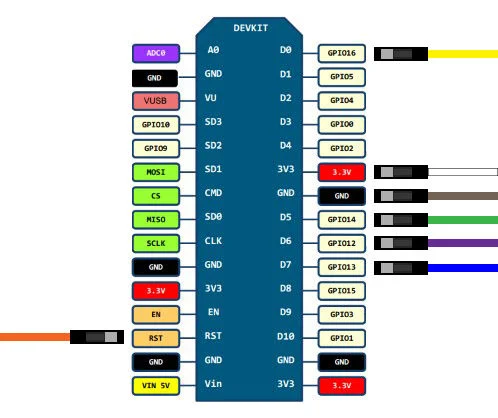 DEVKIT
ADC0 A0 D0 GPIO16
GND GND D1 GPIO5
VUSB VU D2 GPIO4
GPIO10 SD3 D3 GPIO0
GPIO9 SD2 D4 GPIO2
MOSI SD1 3V3 3.3V
CS CMD GND GND
MISO SD0 D5 GPIO14
SCLK CLK D6 GPIO12
GND GND D7 GPIO13
3.3V 3V3 D8 GPIO15
EN EN D9 GPIO3
RST RST D10 GPIO1
GND GND GND GND
VIN 5V Vin 3V3 3.3V